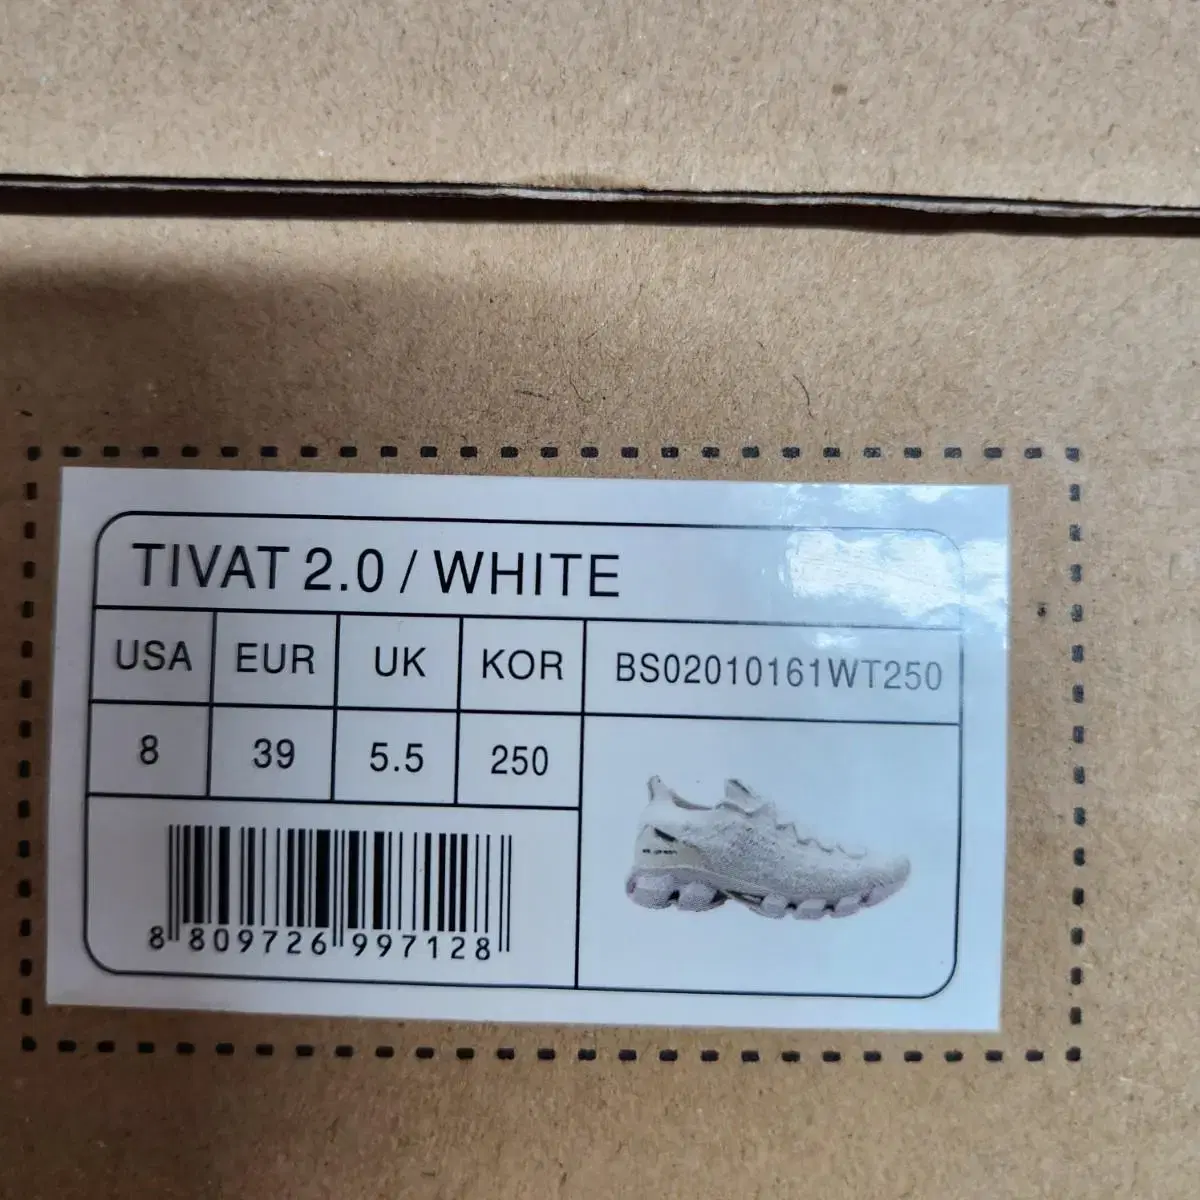 TIVAT 2.0 / WHITE
USA EUR UK KOR BS02010161WT250
8 39 5.5 250
8 809726 997128